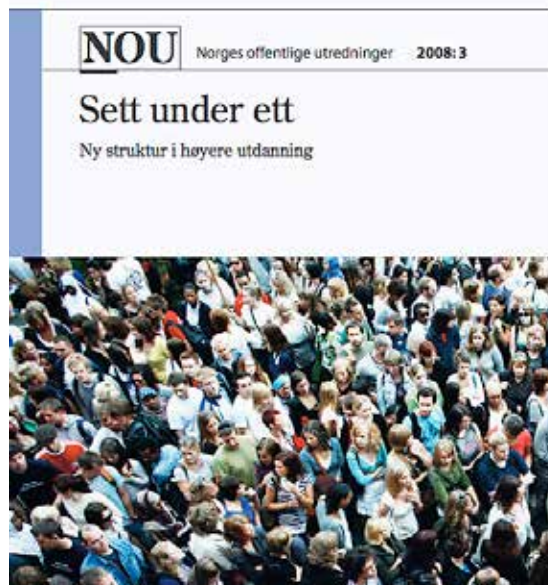 NOU Norges offentlige utredninger 2008: 3
Sett under ett
Ny struktur i høyere utdanning